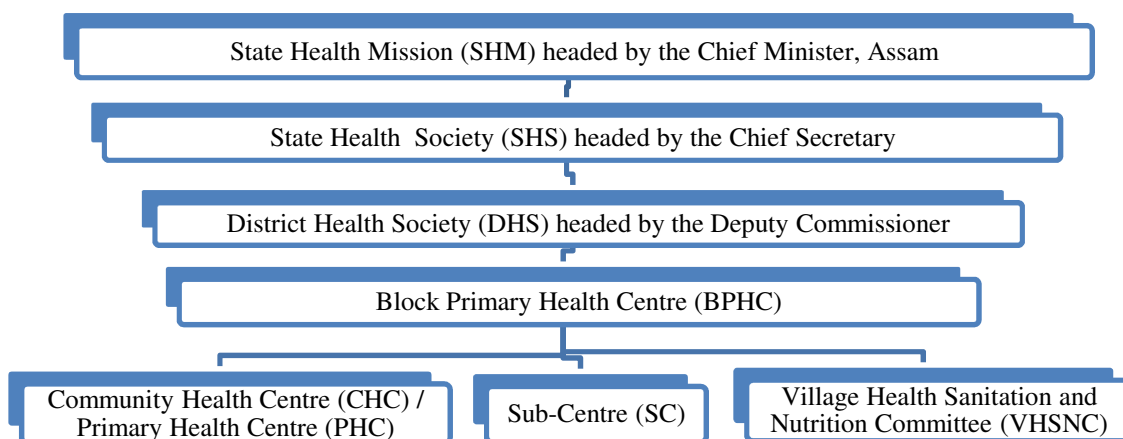 State Health Mission (SHM) headed by the Chief Minister, Assam
State Health Society (SHS) headed by the Chief Secretary
District Health Society (DHS) headed by the Deputy Commissioner
Block Primary Health Centre (BPHC)
Community Health Centre (CHC) /
Primary Health Centre (PHC)
Sub-Centre (SC)
Village Health Sanitation and
Nutrition Committee (VHSNC)